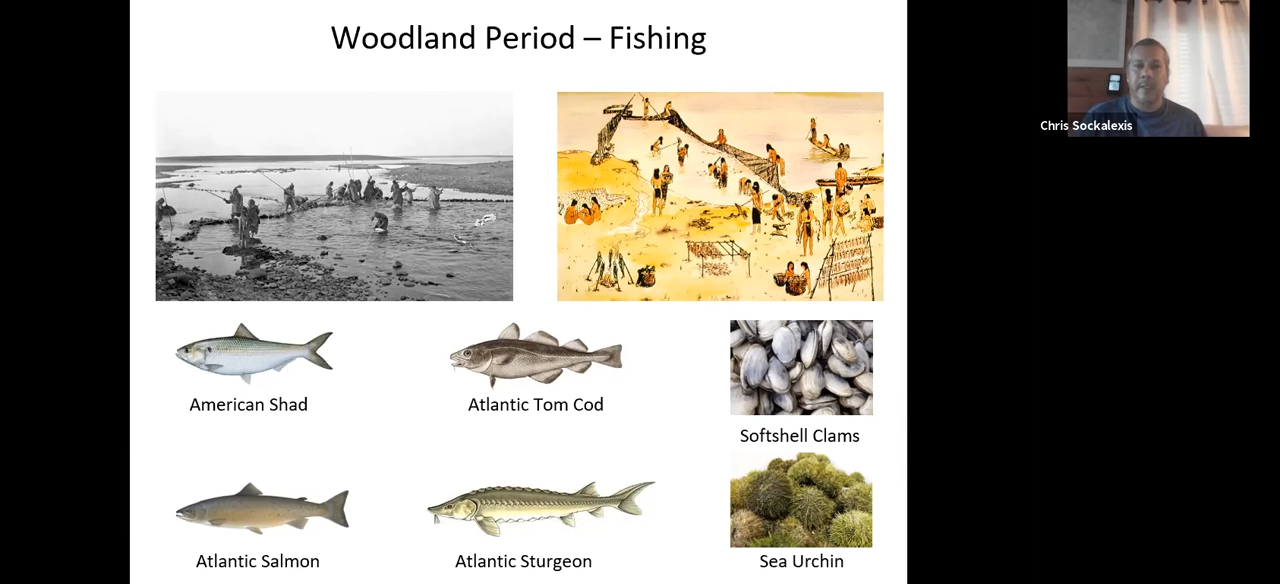 Woodland Period – Fishing
Chris Sockalexis
American Shad
Atlantic Tom Cod
Softshell Clams
Atlantic Salmon
Atlantic Sturgeon
Sea Urchin